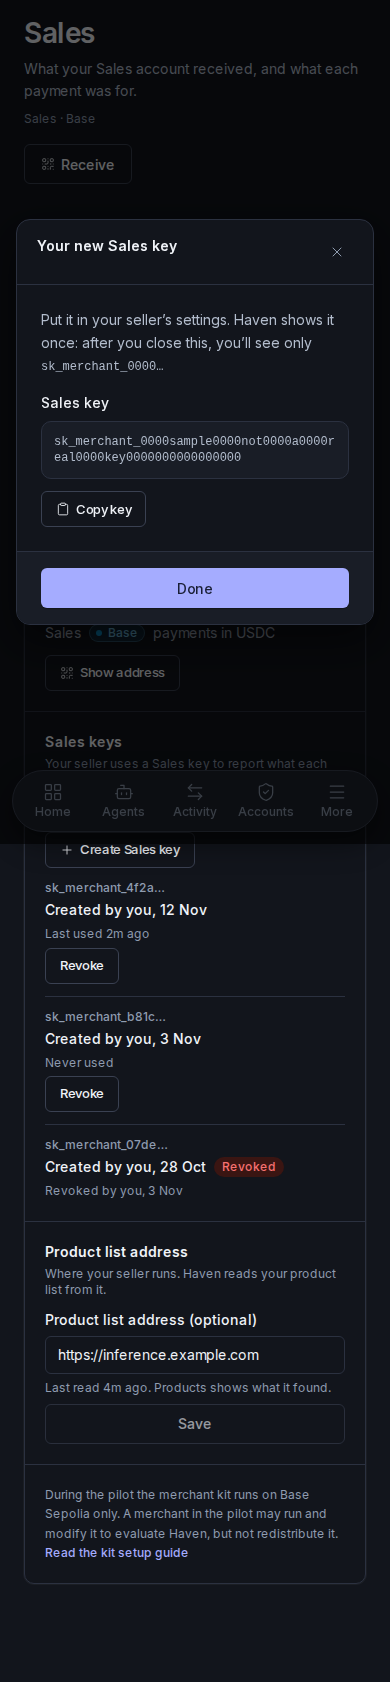 Sales
What your Sales account received, and what each
payment was for.
Sales · Base
Receive
Your new Sales key
Put it in your seller’s settings. Haven shows it
once: after you close this, you’ll see only
sk_merchant_0000…
Sales key
sk_merchant_0000sample0000not0000a0000r
eal0000key0000000000000000
Copy key
Done
Sales Base payments in USDC
Show address
Sales keys
Your seller uses a Sales key to report what each
Home Agents Activity Accounts More
Create Sales key
sk_merchant_4f2a…
Created by you, 12 Nov
Last used 2m ago
Revoke
sk_merchant_b81c…
Created by you, 3 Nov
Never used
Revoke
sk_merchant_07de…
Created by you, 28 Oct Revoked
Revoked by you, 3 Nov
Product list address
Where your seller runs. Haven reads your product
list from it.
Product list address (optional)
https://inference.example.com
Last read 4m ago. Products shows what it found.
Save
During the pilot the merchant kit runs on Base
Sepolia only. A merchant in the pilot may run and
modify it to evaluate Haven, but not redistribute it.
Read the kit setup guide